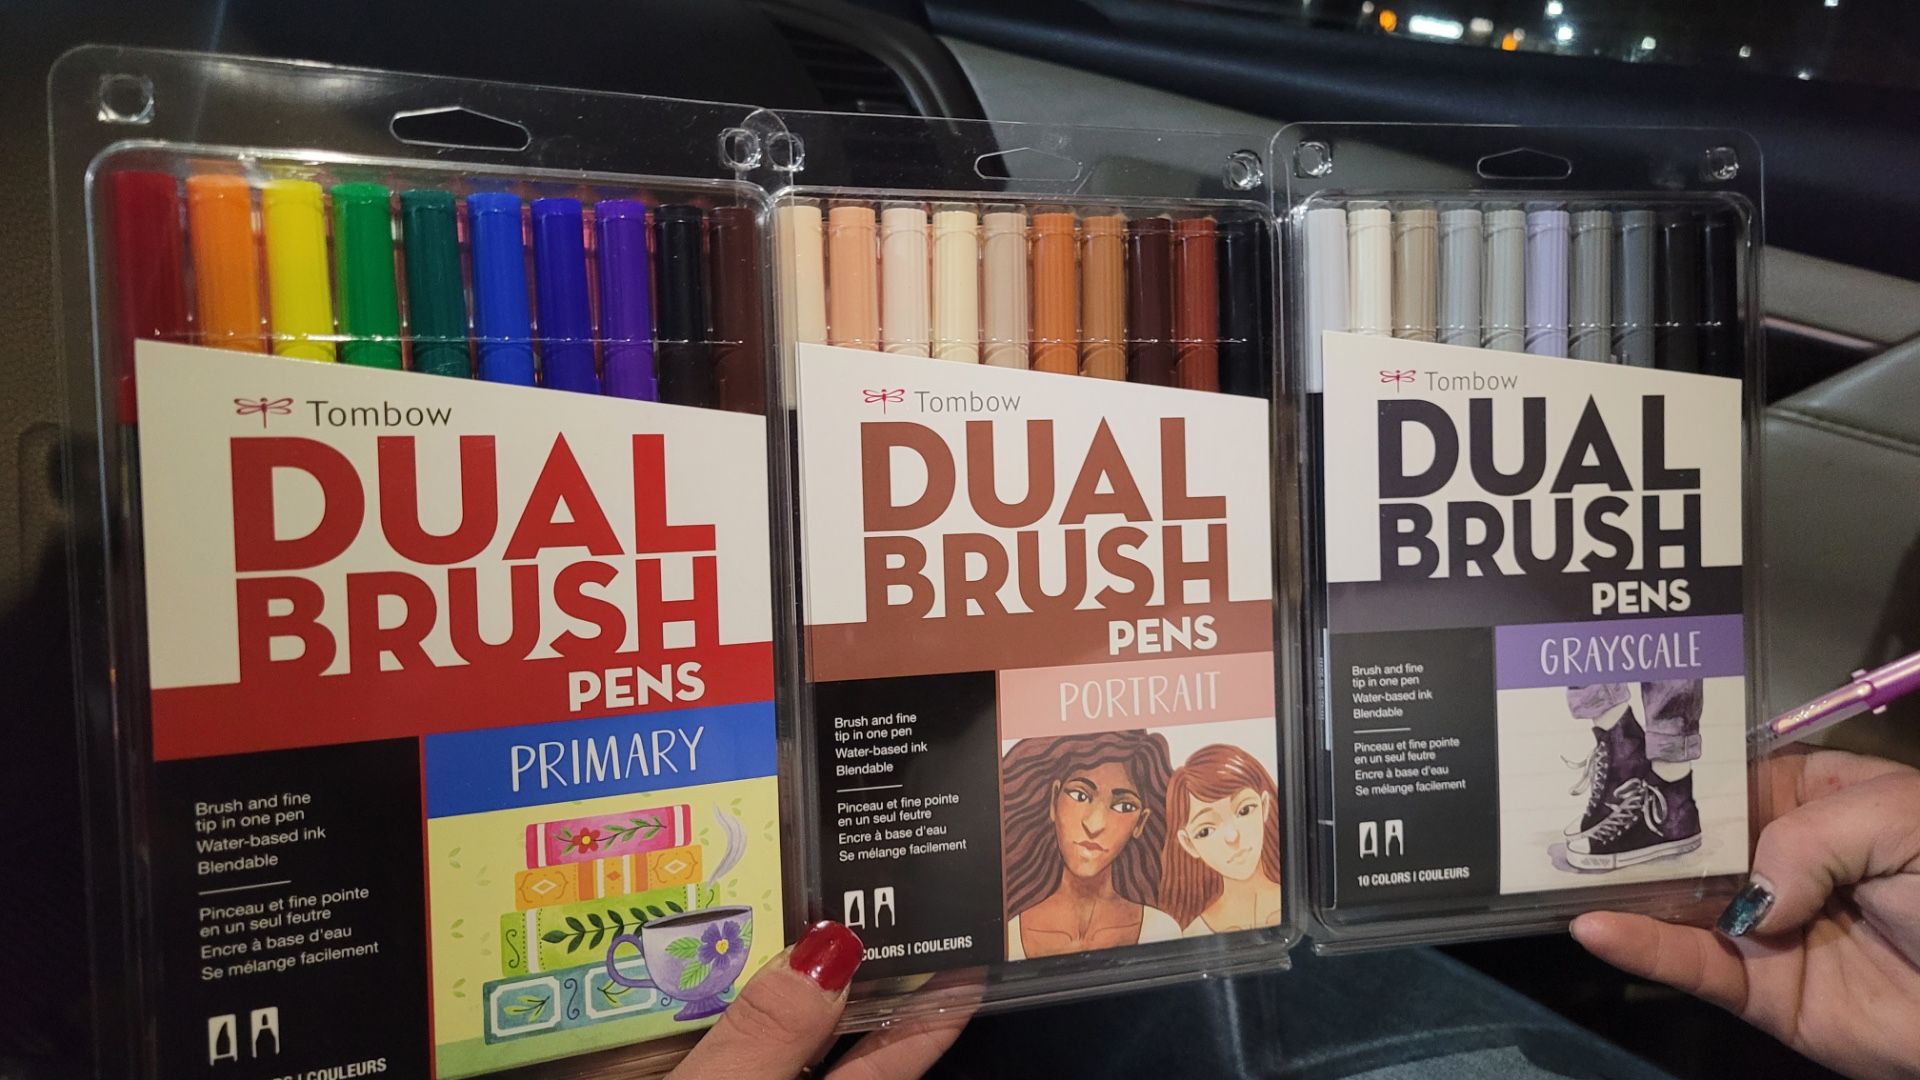 Tombow
DUAL
BRUSH
PENS
PRIMARY
Brush and fine
tip in one pen
Water-based ink
Blendable
Pinceau et fine pointe
en un seul feutre
Encre à base d'eau
Se mélange facilement
COULEURS
Tombow
DUAL
BRUSH
PENS
PORTRAIT
Brush and fine
tip in one pen
Water-based ink
Blendable
Pinceau et fine pointe
en un seul feutre
Encre à base d'eau
Se mélange facilement
COLORS | COULEURS
Tombow
DUAL
BRUSH
PENS
GRAYSCALE
Brush and fine
tip in one pen
Water-based ink
Blendable
Pinceau et fine pointe
en un seul feutre
Encre à base d'eau
Se mélange facilement
10 COLORS | COULEURS